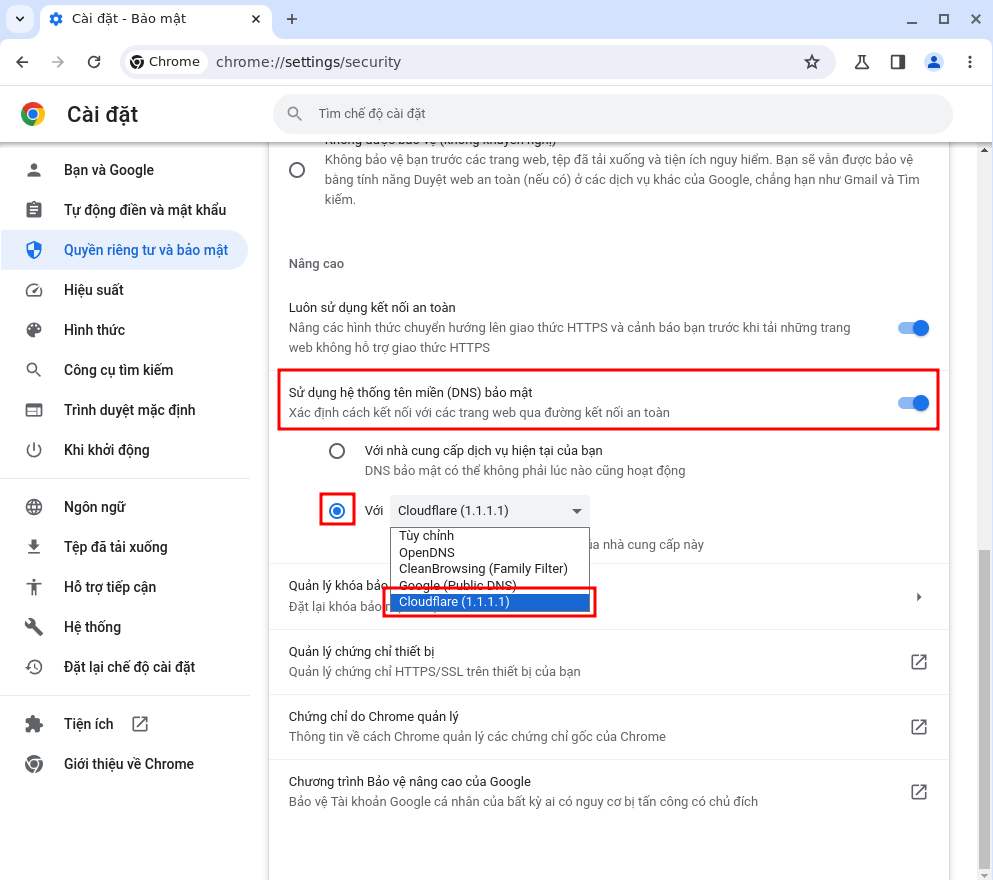 Cài đặt - Bảo mật
Chrome
chrome://settings/security
Cài đặt
Tìm chế độ cài đặt
Bạn và Google
Tự động điền và mật khẩu
Quyền riêng tư và bảo mật
Hiệu suất
Hình thức
Công cụ tìm kiếm
Trình duyệt mặc định
Khi khởi động
Ngôn ngữ
Tệp đã tải xuống
Hỗ trợ tiếp cận
Hệ thống
Đặt lại chế độ cài đặt
Tiện ích
Giới thiệu về Chrome
Không được bảo vệ (không khuyến nghị)
Không bảo vệ bạn trước các trang web, tệp đã tải xuống và tiện ích nguy hiểm. Bạn sẽ vẫn được bảo vệ
bằng tính năng Duyệt web an toàn (nếu có) ở các dịch vụ khác của Google, chẳng hạn như Gmail và Tìm
kiếm.
Nâng cao
Luôn sử dụng kết nối an toàn
Nâng các hình thức chuyển hướng lên giao thức HTTPS và cảnh báo bạn trước khi tải những trang
web không hỗ trợ giao thức HTTPS
Sử dụng hệ thống tên miền (DNS) bảo mật
Xác định cách kết nối với các trang web qua đường kết nối an toàn
Với nhà cung cấp dịch vụ hiện tại của bạn
DNS bảo mật có thể không phải lúc nào cũng hoạt động
Với Cloudflare (1.1.1.1)
Tùy chỉnh
OpenDNS
nhà cung cấp này
CleanBrowsing (Family Filter)
Google (Public DNS)
Cloudflare (1.1.1.1)
Quản lý khóa bảo
Đặt lại khóa bảo
Quản lý chứng chỉ thiết bị
Quản lý chứng chỉ HTTPS/SSL trên thiết bị của bạn
Chứng chỉ do Chrome quản lý
Thông tin về cách Chrome quản lý các chứng chỉ gốc của Chrome
Chương trình Bảo vệ nâng cao của Google
Bảo vệ Tài khoản Google cá nhân của bất kỳ ai có nguy cơ bị tấn công có chủ đích